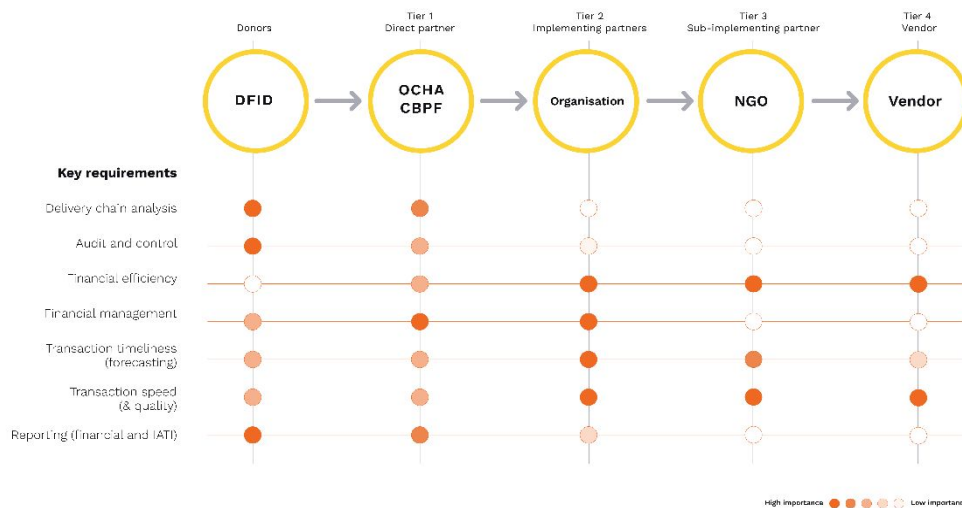 Donors
Tier 1
Direct partner
Tier 2
Implementing partners
Tier 3
Sub-implementing partner
Tier 4
Vendor
DFID
OCHA
CBPF
Organisation
NGO
Vendor
Key requirements
Delivery chain analysis
Audit and control
Financial efficiency
Financial management
Transaction timeliness
(forecasting)
Transaction speed
(& quality)
Reporting (financial and IATI)
High importance
Low importanc